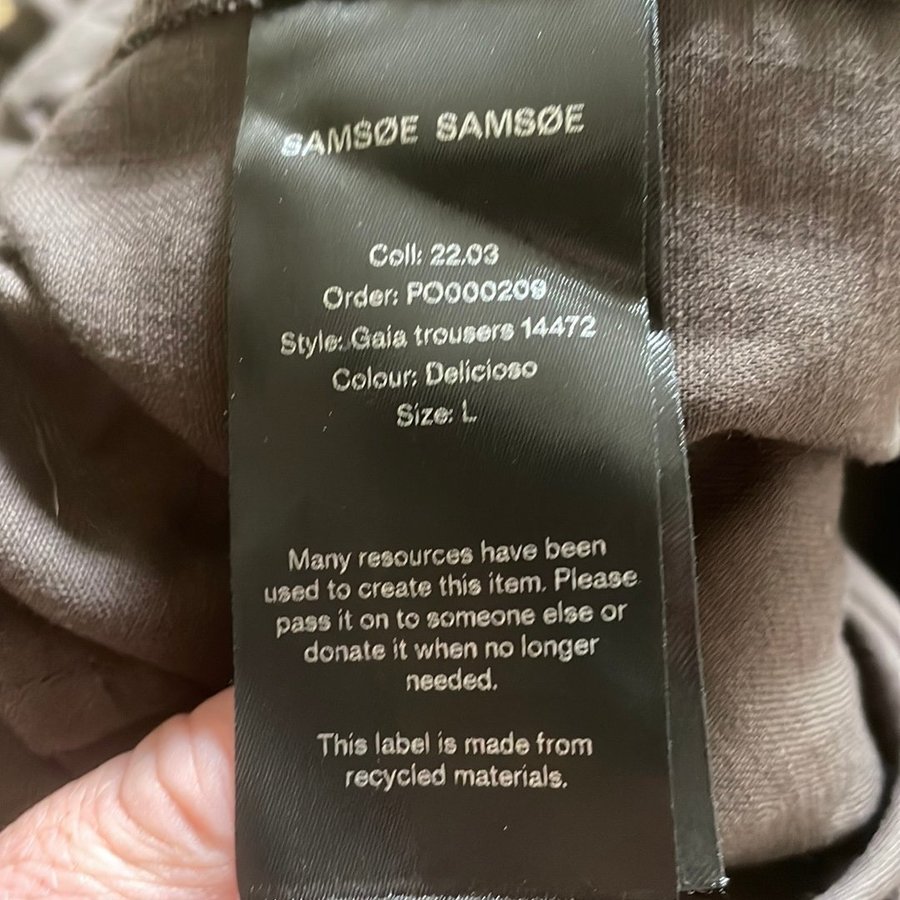 SAMSØE SAMSØE
Coll: 22.03
Order: PO000209
Style: Gaia trousers 14472
Colour: Delicioso
Size: L
Many resources have been
used to create this item. Please
pass it on to someone else or
donate it when no longer
needed.
This label is made from
recycled materials.